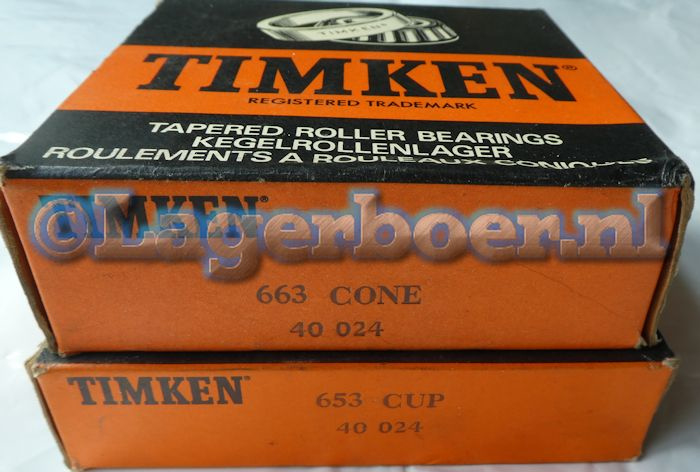 TIMKEN
TIMKEN®
REGISTERED TRADEMARK
TAPERED ROLLER BEARINGS
KEGELROLLENLAGER
ROULEMENTS A ROULEAUX CONIQUES
TIMKEN®
©Lagerboer.nl
663 CONE
40 024
TIMKEN®
653 CUP
40 024